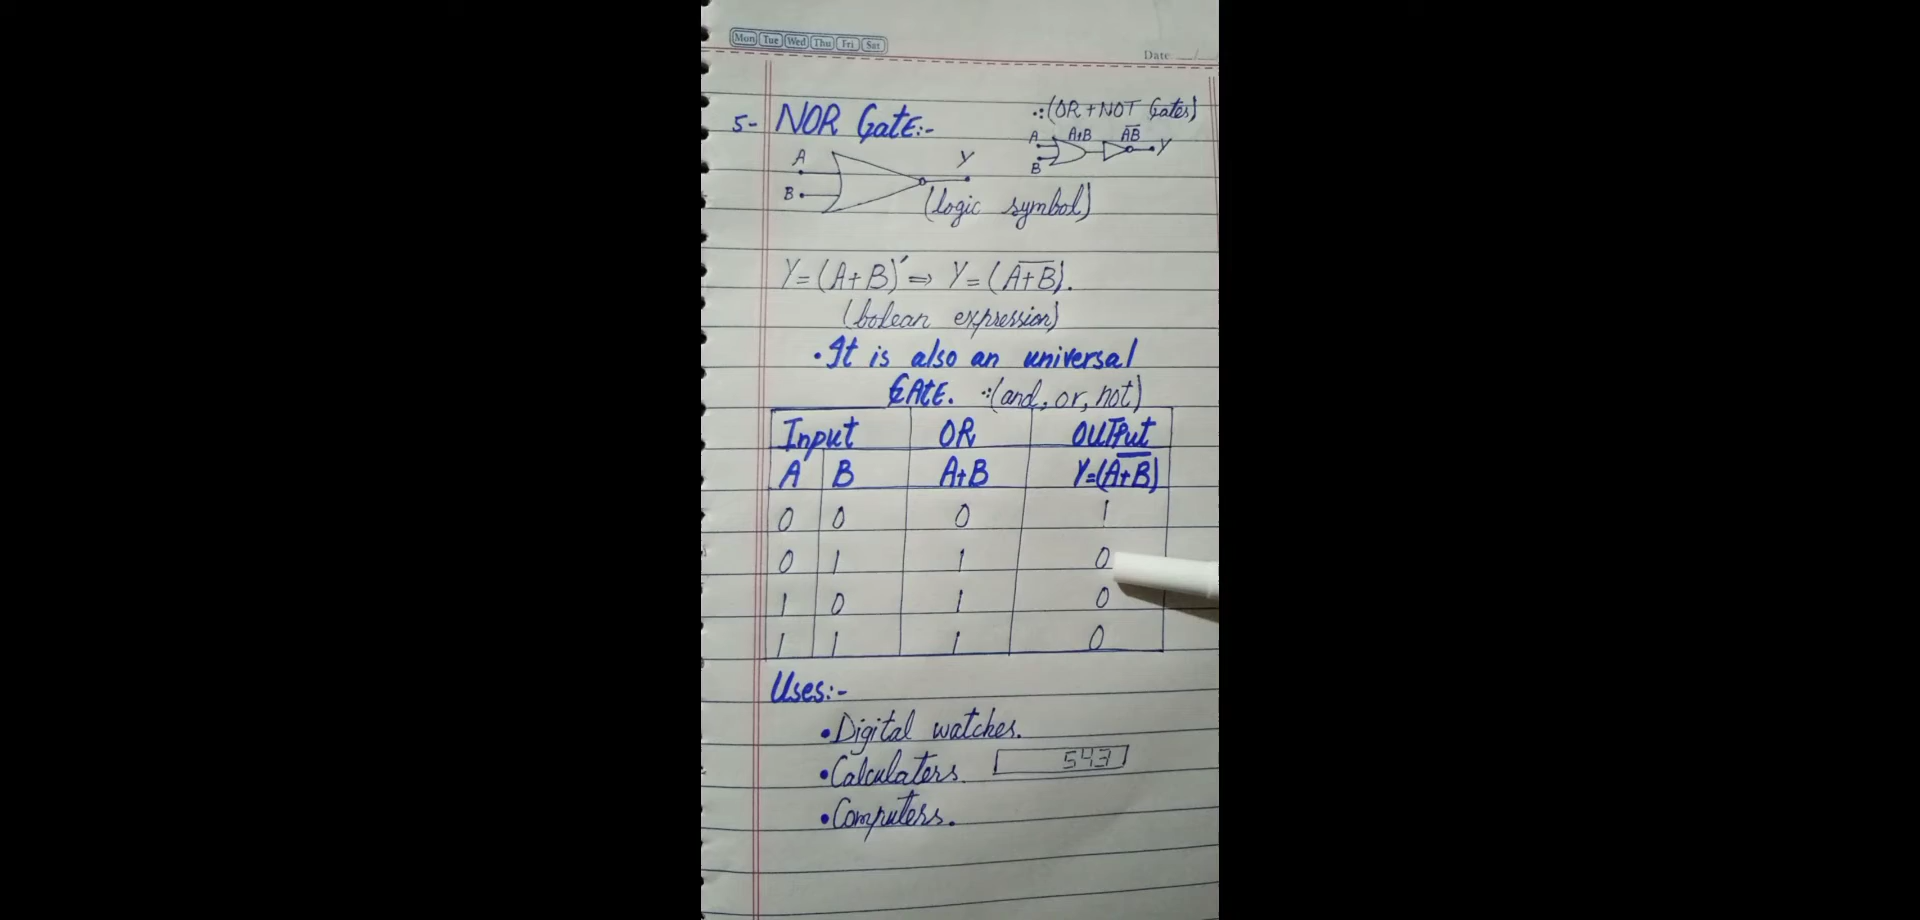 Mon Tue Wed Thu Fri Sat
Date __/__
5- NOR Gate:-
∴(OR + NOT Gates)
A A+B A̅B̅ Y
B
A Y
B (logic symbol)
Y=(A+B)′ ⇒ Y=(A̅+̅B̅).
(bolean expression)
•It is also an universal
GAtE. ∵(and, or, not)
Input OR OUTPut
A B A+B Y=(A̅+̅B̅)
0 0 0 1
0 1 1 0
1 0 1 0
1 1 1 0
Uses:-
•Digital watches.
•Calculaters. 543
•Computers.